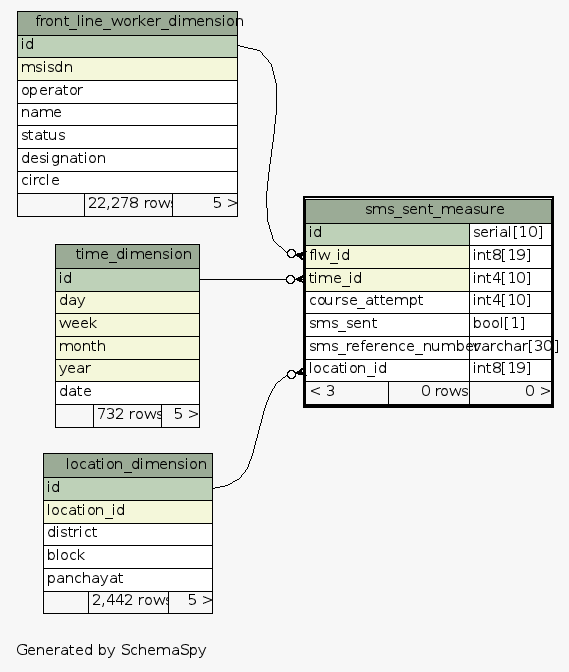 front_line_worker_dimension
id
msisdn
operator
name
status
designation
circle
22,278 rows 5 >
time_dimension
id
day
week
month
year
date
732 rows 5 >
location_dimension
id
location_id
district
block
panchayat
2,442 rows 5 >
sms_sent_measure
id serial[10]
flw_id int8[19]
time_id int4[10]
course_attempt int4[10]
sms_sent bool[1]
sms_reference_number varchar[30]
location_id int8[19]
< 3 0 rows 0 >
Generated by SchemaSpy